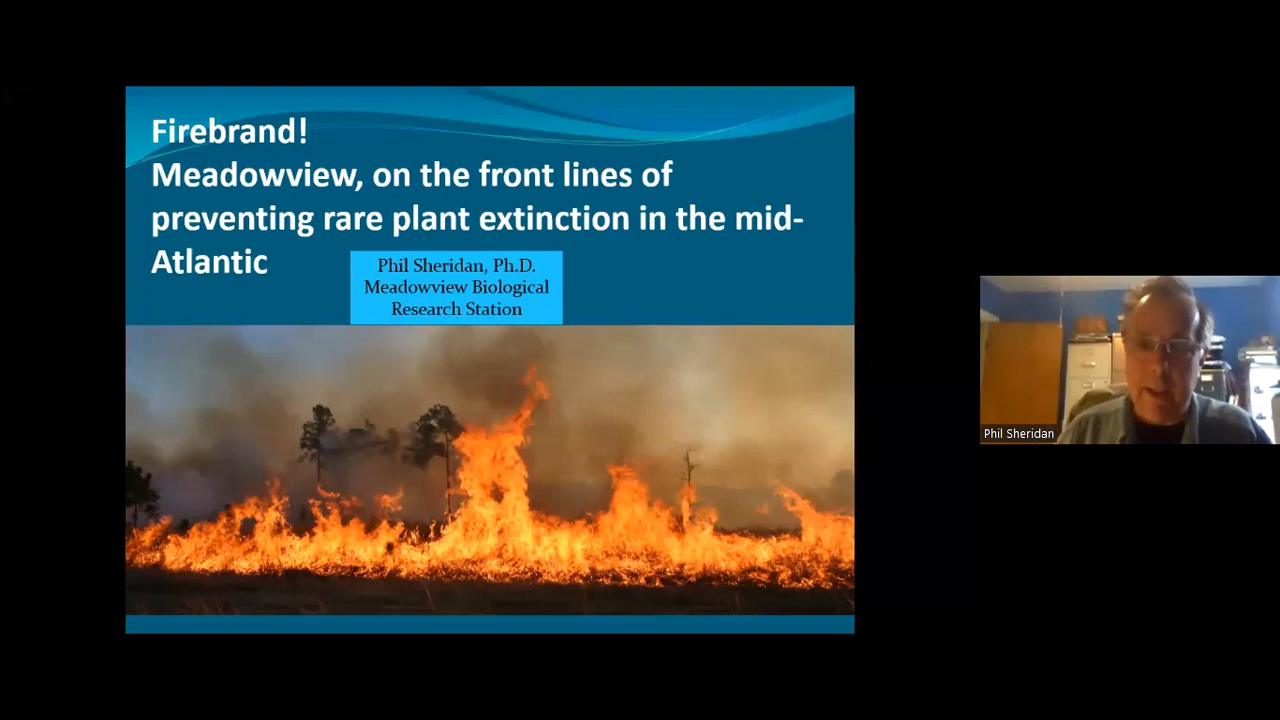 Firebrand!
Meadowview, on the front lines of
preventing rare plant extinction in the mid-
Atlantic
Phil Sheridan, Ph.D.
Meadowview Biological
Research Station
Phil Sheridan